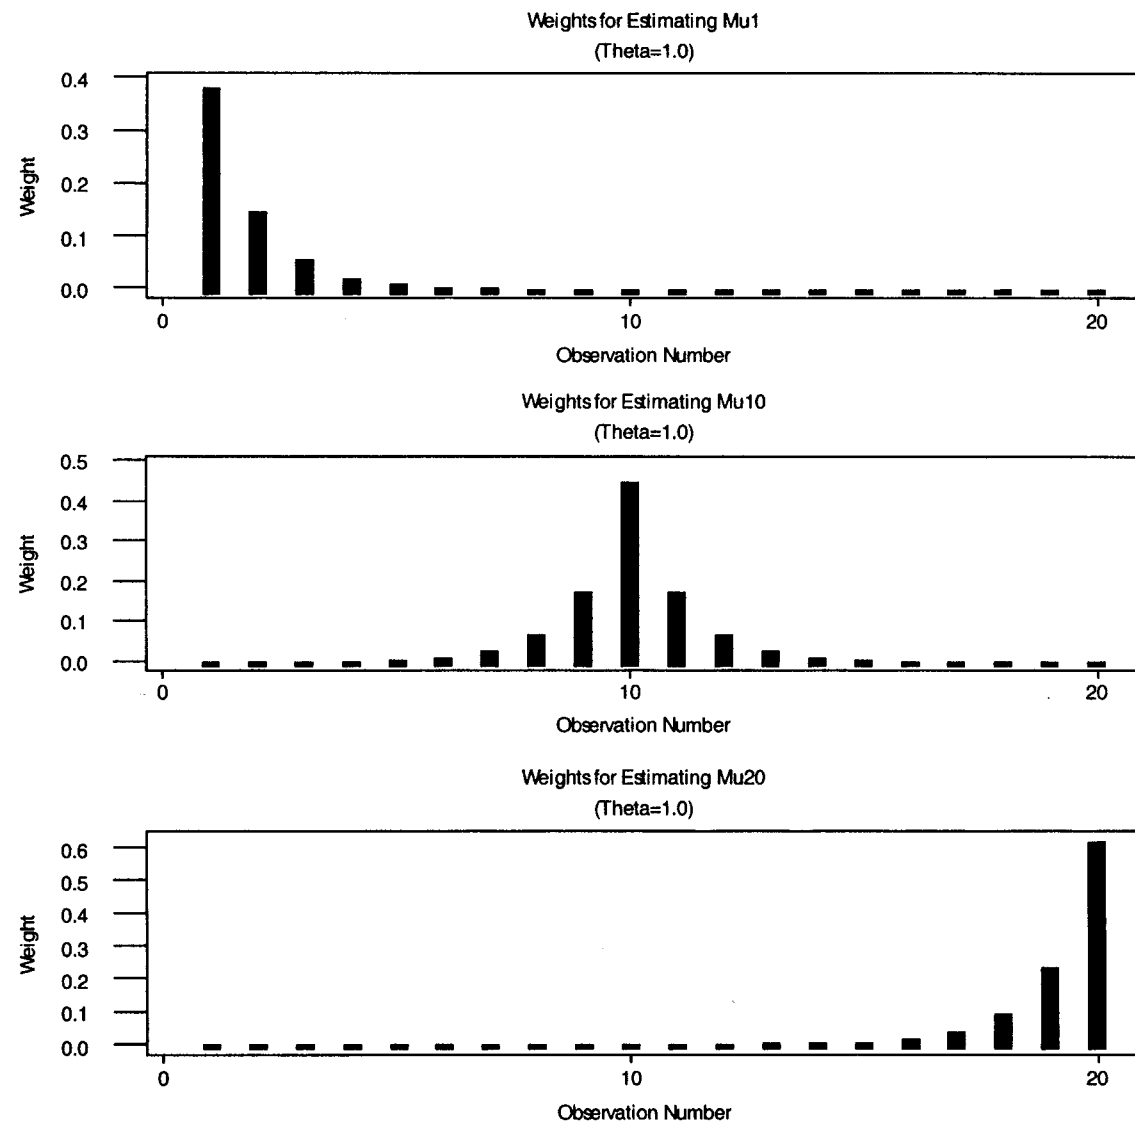 Weights for Estimating Mu1
(Theta=1.0)
0.4
0.3
0.2
0.1
0.0
Weight
0 10 20
Observation Number
Weights for Estimating Mu10
(Theta=1.0)
0.5
0.4
0.3
0.2
0.1
0.0
Weight
0 10 20
Observation Number
Weights for Estimating Mu20
(Theta=1.0)
0.6
0.5
0.4
0.3
0.2
0.1
0.0
Weight
0 10 20
Observation Number